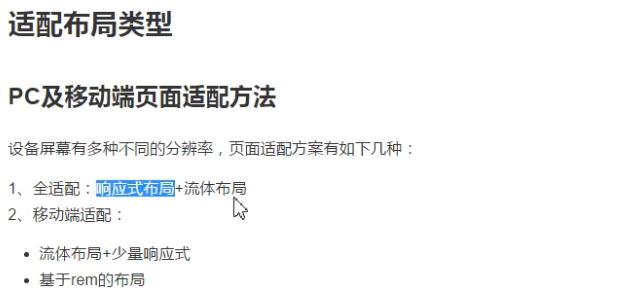 适配布局类型
PC及移动端页面适配方法
设备屏幕有多种不同的分辨率，页面适配方案有如下几种：
1、全适配：响应式布局+流体布局
2、移动端适配：
流体布局+少量响应式
基于rem的布局